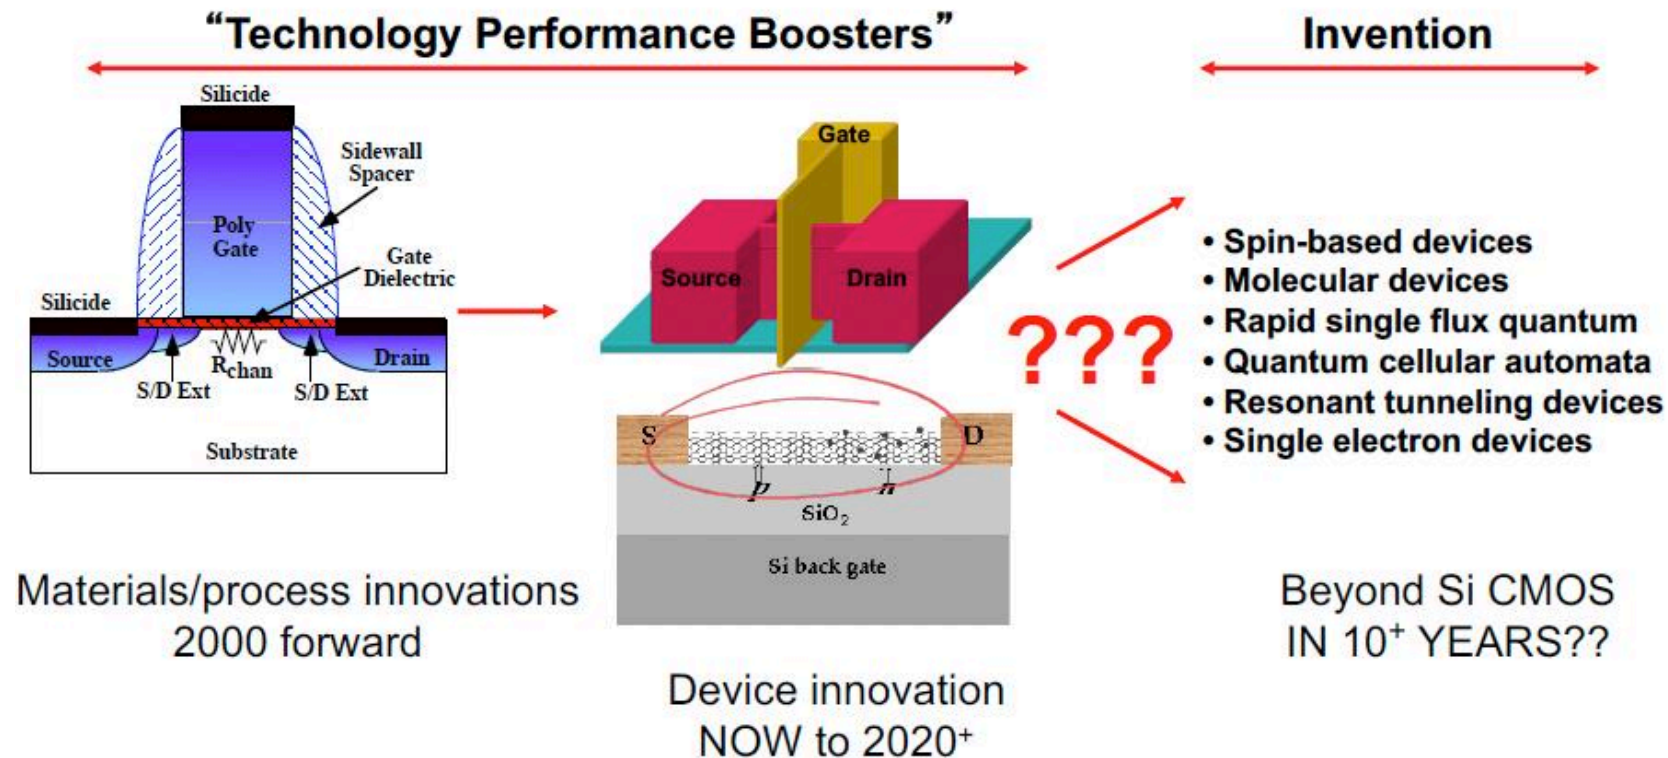 “Technology Performance Boosters”
Invention
Silicide
Sidewall
Spacer
Poly
Gate
Gate
Dielectric
Silicide
Source
R chan
Drain
S/D Ext
S/D Ext
Substrate
Gate
Source
Drain
S
D
p
n
SiO2
Si back gate
???
• Spin-based devices
• Molecular devices
• Rapid single flux quantum
• Quantum cellular automata
• Resonant tunneling devices
• Single electron devices
Materials/process innovations
2000 forward
Device innovation
NOW to 2020+
Beyond Si CMOS
IN 10+ YEARS??